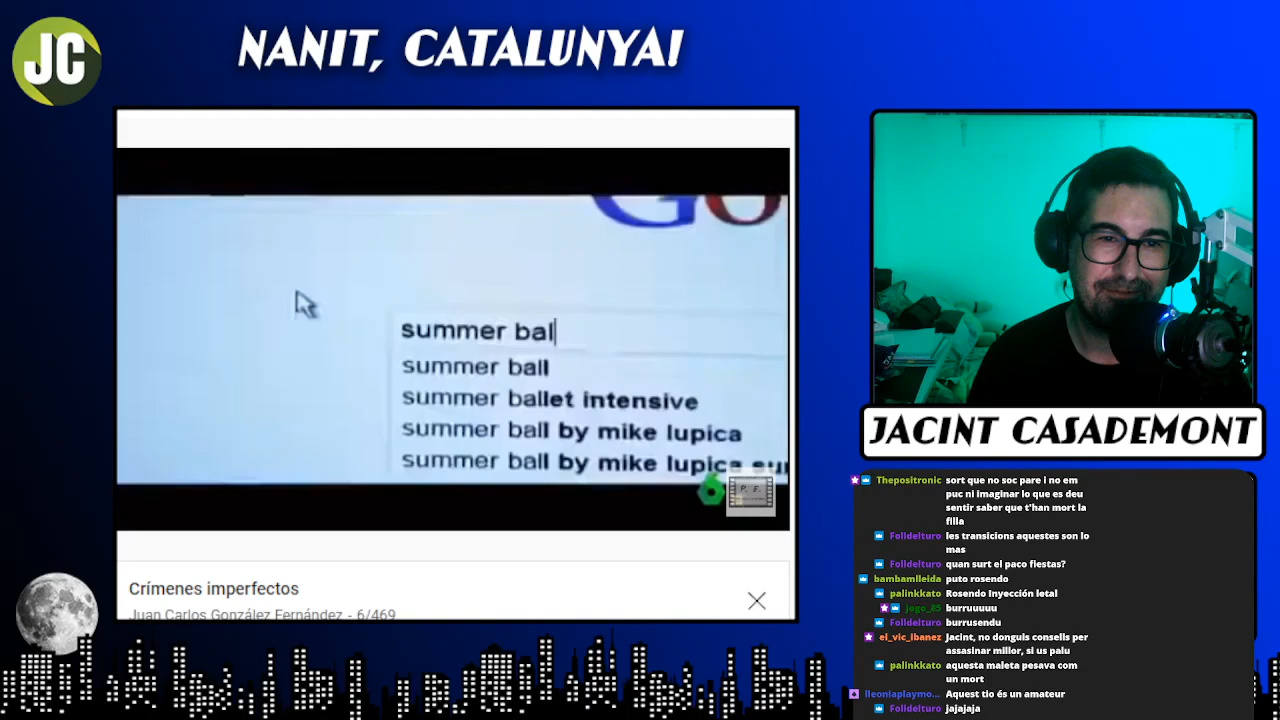 JC
NANIT, CATALUNYA!
Go
summer bal
summer ball
summer ballet intensive
summer ball by mike lupica
summer ball by mike lupica su
6
P. F.
Crímenes imperfectos
Juan Carlos González Fernández - 6/469
JACINT CASADEMONT
Thepositronic sort que no soc pare i no em
puc ni imaginar lo que es deu
sentir saber que t'han mort la
filla
Folldelturo les transicions aquestes son lo
mas
Folldelturo quan surt el paco fiestas?
bambamlleida puto rosendo
palinkkato Rosendo Inyección letal
jogo_85 burruuuuu
Folldelturo burrusendu
el_vic_ibanez Jacint, no donguis consells per
assasinar millor, si us palu
palinkkato aquesta maleta pesava com
un mort
lleoniaplaymo... Aquest tio és un amateur
Folldelturo jajajaja